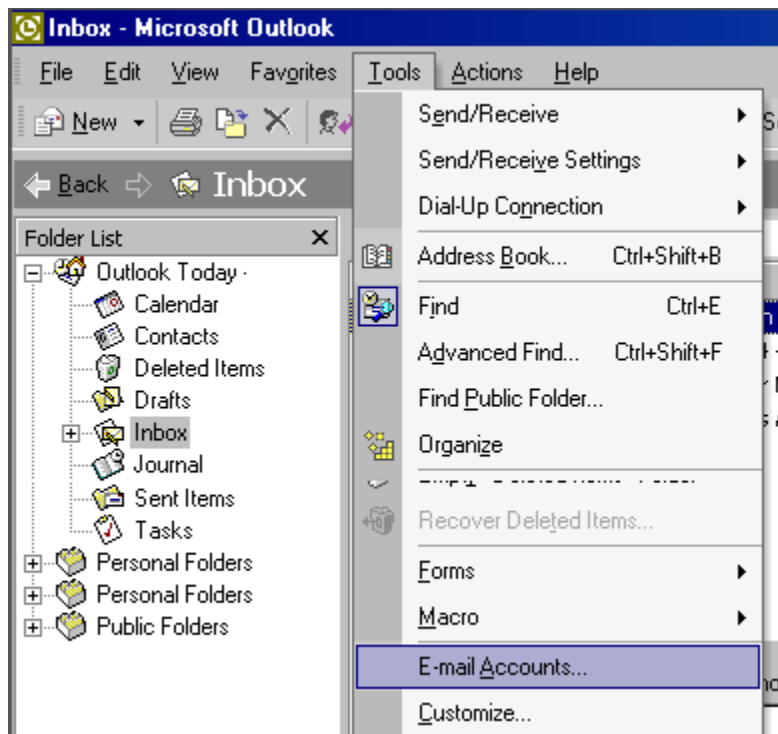 Inbox - Microsoft Outlook
File Edit View Favorites Tools Actions Help
New
Back Inbox
Folder List
Outlook Today -
Calendar
Contacts
Deleted Items
Drafts
Inbox
Journal
Sent Items
Tasks
Personal Folders
Personal Folders
Public Folders
Send/Receive
Send/Receive Settings
Dial-Up Connection
Address Book... Ctrl+Shift+B
Find Ctrl+E
Advanced Find... Ctrl+Shift+F
Find Public Folder...
Organize
Recover Deleted Items...
Forms
Macro
E-mail Accounts...
Customize...